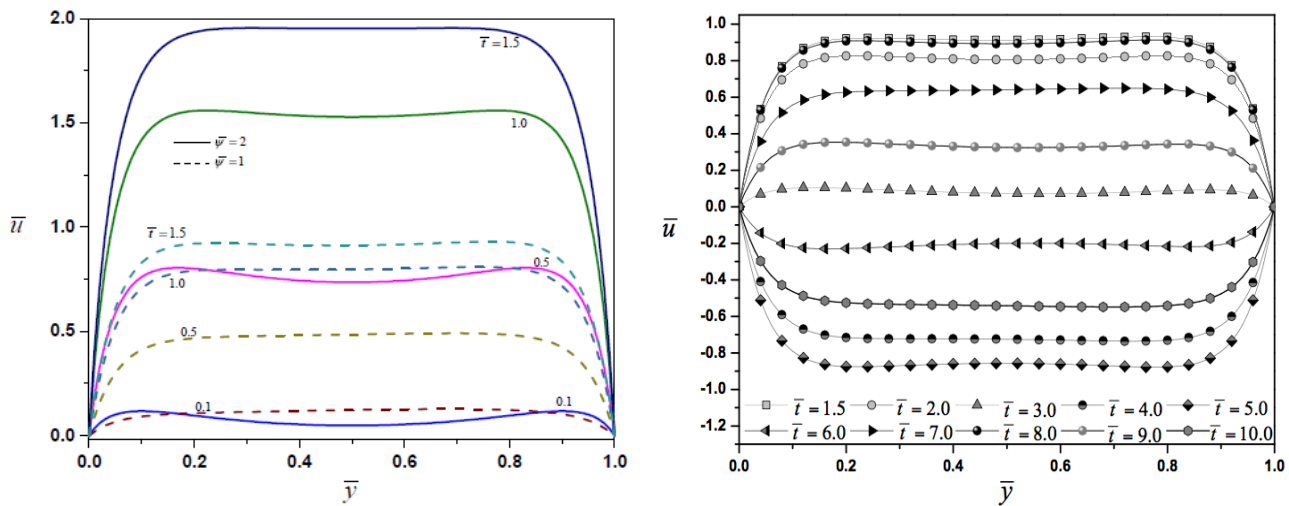 2.0
t̅ = 1.5
1.5
1.0
ψ̅ = 2
ψ̅ = 1
1.0
u̅
t̅ = 1.5
0.5
1.0
0.5
0.5
0.1
0.1
0.0
0.0 0.2 0.4 0.6 0.8 1.0
y̅
1.0
0.8
0.6
0.4
0.2
0.0
u̅
-0.2
-0.4
-0.6
-0.8
-1.0
-1.2
t̅ = 1.5 t̅ = 2.0 t̅ = 3.0 t̅ = 4.0 t̅ = 5.0
t̅ = 6.0 t̅ = 7.0 t̅ = 8.0 t̅ = 9.0 t̅ = 10.0
0.0 0.2 0.4 0.6 0.8 1.0
y̅